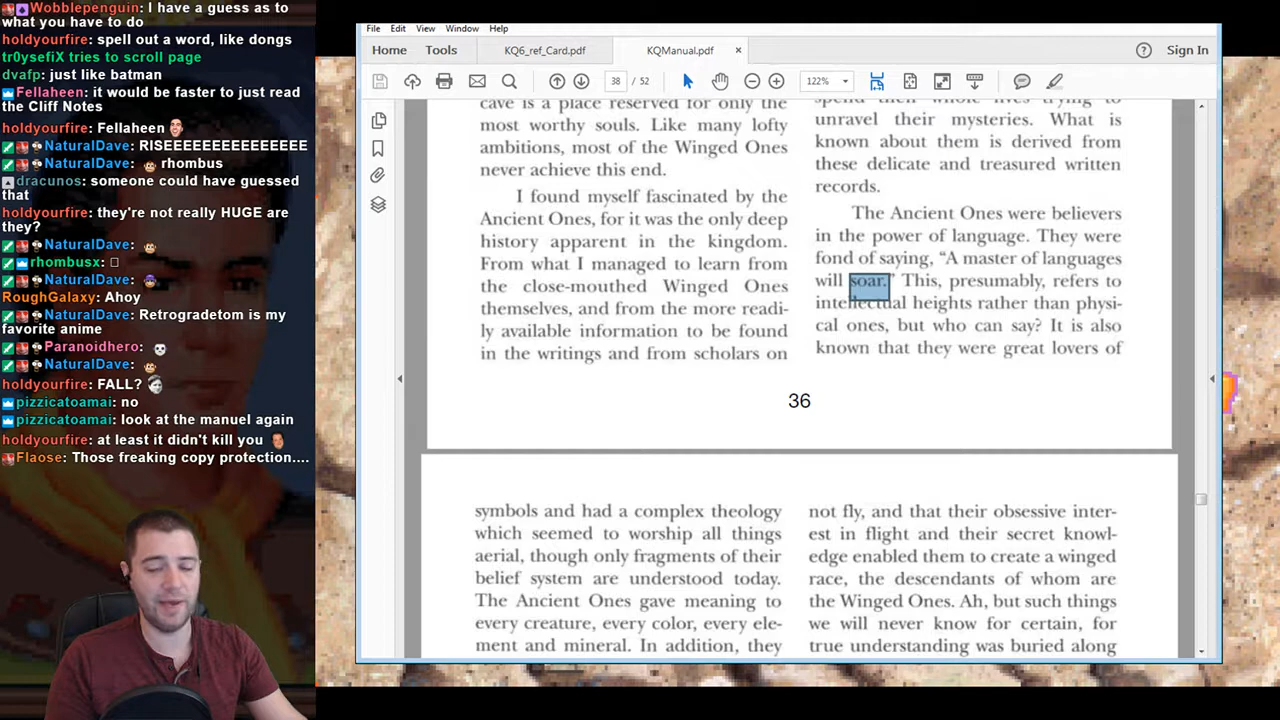 Wobblepenguin: I have a guess as to
what you have to do
holdyourfire: spell out a word, like dongs
tr0ysefiX tries to scroll page
dvafp: just like batman
Fellaheen: it would be faster to just read
the Cliff Notes
holdyourfire: Fellaheen
NaturalDave: RISEEEEEEEEEEEEEEE
NaturalDave: rhombus
dracunos: someone could have guessed
that
holdyourfire: they're not really HUGE are
they?
NaturalDave:
rhombusx: □
NaturalDave:
RoughGalaxy: Ahoy
NaturalDave: Retrogradetom is my
favorite anime
Paranoidhero:
NaturalDave:
holdyourfire: FALL?
pizzicatoamai: no
pizzicatoamai: look at the manuel again
holdyourfire: at least it didn't kill you
Flaose: Those freaking copy protection....
File Edit View Window Help
Home Tools KQ6_ref_Card.pdf KQManual.pdf × ? Sign In
38 / 52 122%
cave is a place reserved for only the
most worthy souls. Like many lofty
ambitions, most of the Winged Ones
never achieve this end.
I found myself fascinated by the
Ancient Ones, for it was the only deep
history apparent in the kingdom.
From what I managed to learn from
the close-mouthed Winged Ones
themselves, and from the more readi-
ly available information to be found
in the writings and from scholars on
spend their whole lives trying to
unravel their mysteries. What is
known about them is derived from
these delicate and treasured written
records.
The Ancient Ones were believers
in the power of language. They were
fond of saying, “A master of languages
will soar.” This, presumably, refers to
intellectual heights rather than physi-
cal ones, but who can say? It is also
known that they were great lovers of
36
symbols and had a complex theology
which seemed to worship all things
aerial, though only fragments of their
belief system are understood today.
The Ancient Ones gave meaning to
every creature, every color, every ele-
ment and mineral. In addition, they
not fly, and that their obsessive inter-
est in flight and their secret knowl-
edge enabled them to create a winged
race, the descendants of whom are
the Winged Ones. Ah, but such things
we will never know for certain, for
true understanding was buried along